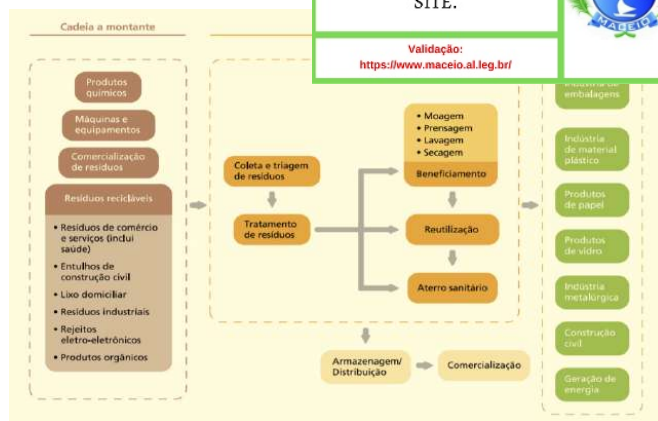 SITE.
MACEIO
Validação:
https://www.maceio.al.leg.br/
Cadeia a montante
Produtos
químicos
Máquinas e
equipamentos
Comercialização
de resíduos
Resíduos recicláveis
• Resíduos de comércio
e serviços (inclui
saúde)
• Entulhos de
construção civil
• Lixo domiciliar
• Resíduos industriais
• Rejeitos
eletro-eletrônicos
• Produtos orgânicos
Coleta e triagem
de resíduos
Tratamento
de resíduos
• Moagem
• Prensagem
• Lavagem
• Secagem
Beneficiamento
Reutilização
Aterro sanitário
Armazenagem/
Distribuição
Comercialização
embalagens
Indústria
de material
plástico
Produtos
de papel
Produtos
de vidro
Indústria
metalúrgica
Construção
civil
Geração de
energia